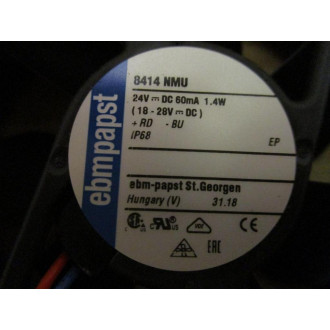 ebmpapst
8414 NMU
24V ⎓ DC 60mA 1.4W
( 18 - 28V ⎓ DC )
+ RD - BU
IP68
EP
ebm-papst St.Georgen
Hungary (V) 31.18
EAC